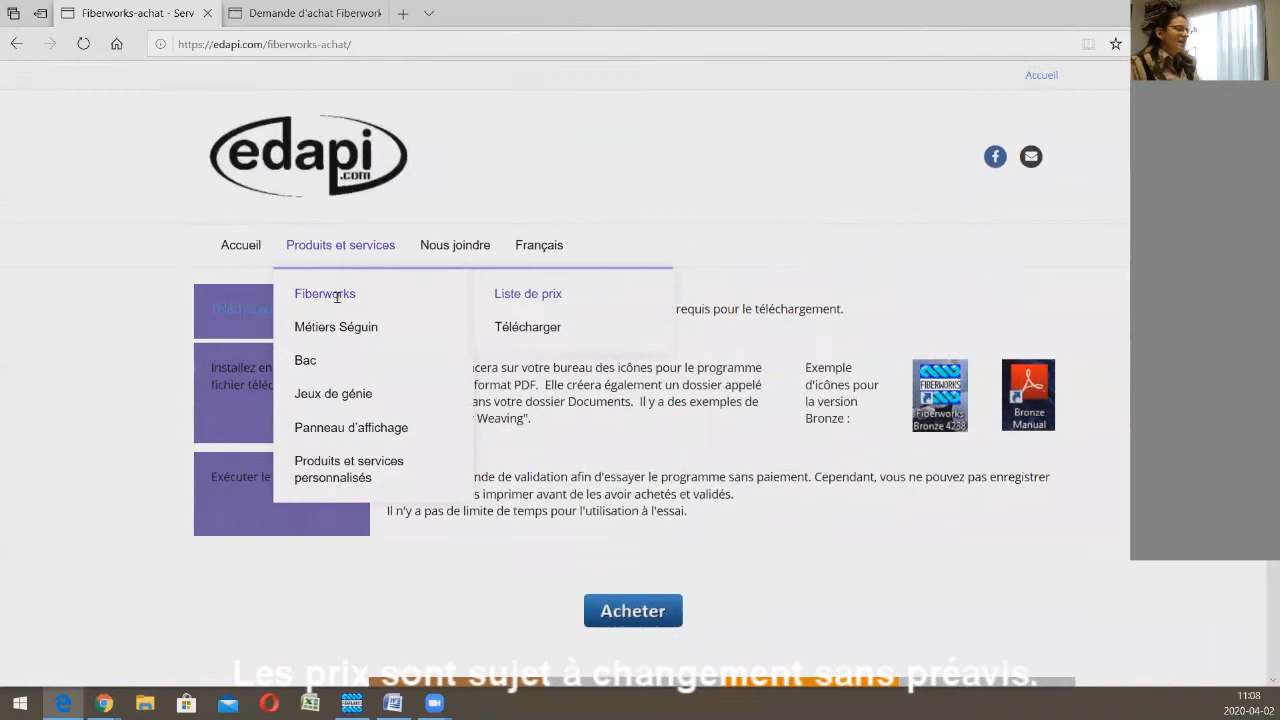 Fiberworks-achat - Serv
Demande d'achat Fiberwork
https://edapi.com/fiberworks-achat/
Accueil
edapi
.com
Accueil
Produits et services
Nous joindre
Français
Fiberworks
Liste de prix
Métiers Séguin
Télécharger
Bac
Jeux de génie
Panneau d'affichage
Produits et services
personnalisés
requis pour le téléchargement.
Installez en
fichier téléc
cera sur votre bureau des icônes pour le programme
format PDF. Elle créera également un dossier appelé
ans votre dossier Documents. Il y a des exemples de
Weaving".
Exemple
d'icônes pour
la version
Bronze :
FIBERWORKS
Fiberworks
Bronze 4238
Bronze
Manual
Exécuter le
nde de validation afin d'essayer le programme sans paiement. Cependant, vous ne pouvez pas enregistrer
s imprimer avant de les avoir achetés et validés.
Il n'y a pas de limite de temps pour l'utilisation à l'essai.
Acheter
Les prix sont sujet à changement sans préavis.
11:08
2020-04-02